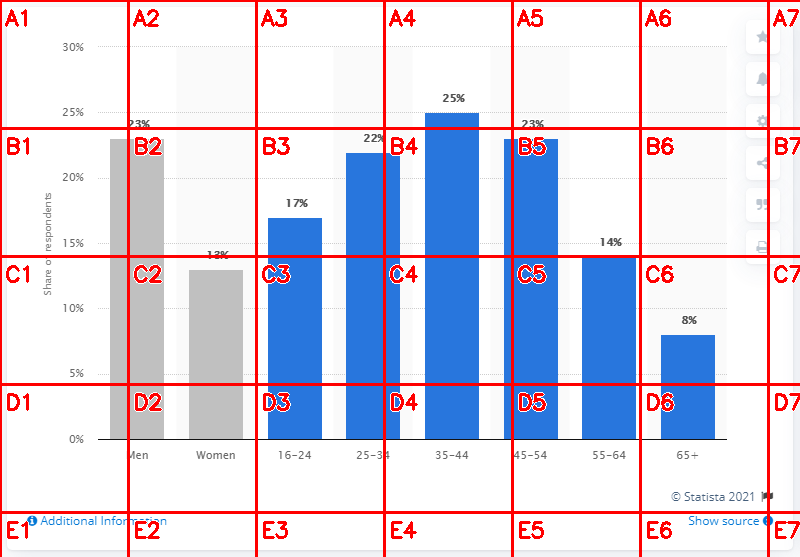 30%
25%
20%
15%
10%
5%
0%
Share of respondents
23%
13%
17%
22%
25%
23%
14%
8%
Men
Women
16-24
25-34
35-44
45-54
55-64
65+
© Statista 2021
Additional Information
Show source
A1 A2 A3 A4 A5 A6 A7
B1 B2 B3 B4 B5 B6 B7
C1 C2 C3 C4 C5 C6 C7
D1 D2 D3 D4 D5 D6 D7
E1 E2 E3 E4 E5 E6 E7